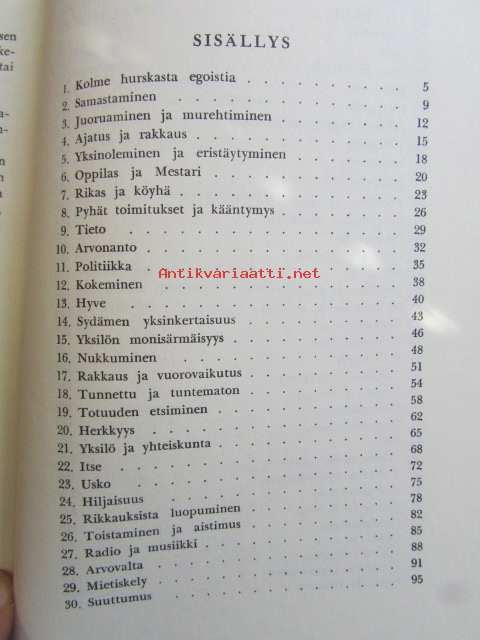 sen
ke-
tai
a-
n-
n
n
a
,
SISÄLLYS
1. Kolme hurskasta egoistia . . . . . . . . 5
2. Samastaminen . . . . . . . . . . . 9
3. Juoruaminen ja murehtiminen . . . . . . . 12
4. Ajatus ja rakkaus . . . . . . . . . . 15
5. Yksinoleminen ja eristäytyminen . . . . . . 18
6. Oppilas ja Mestari . . . . . . . . . . 20
7. Rikas ja köyhä . . . . . . . . . . . 23
8. Pyhät toimitukset ja kääntymys . . . . . . 26
9. Tieto . . . . . . . . . . . . . 29
10. Arvonanto . . . . . . . . . . . . 32
11. Politiikka . . . . . . . . . . . . 35
12. Kokeminen . . . . . . . . . . . . 38
13. Hyve . . . . . . . . . . . . . 40
14. Sydämen yksinkertaisuus . . . . . . . . 43
15. Yksilön monisärmäisyys . . . . . . . . 46
16. Nukkuminen . . . . . . . . . . . 48
17. Rakkaus ja vuorovaikutus . . . . . . . . 51
18. Tunnettu ja tuntematon . . . . . . . . 54
19. Totuuden etsiminen . . . . . . . . . 58
20. Herkkyys . . . . . . . . . . . . 62
21. Yksilö ja yhteiskunta . . . . . . . . . 65
22. Itse . . . . . . . . . . . . . 68
23. Usko . . . . . . . . . . . . . 72
24. Hiljaisuus . . . . . . . . . . . . 75
25. Rikkauksista luopuminen . . . . . . . . 78
26. Toistaminen ja aistimus . . . . . . . . 82
27. Radio ja musiikki . . . . . . . . . . 85
28. Arvovalta . . . . . . . . . . . . 88
29. Mietiskely . . . . . . . . . . . . 91
30. Suuttumus . . . . . . . . . . . . 95
Antikvariaatti.net